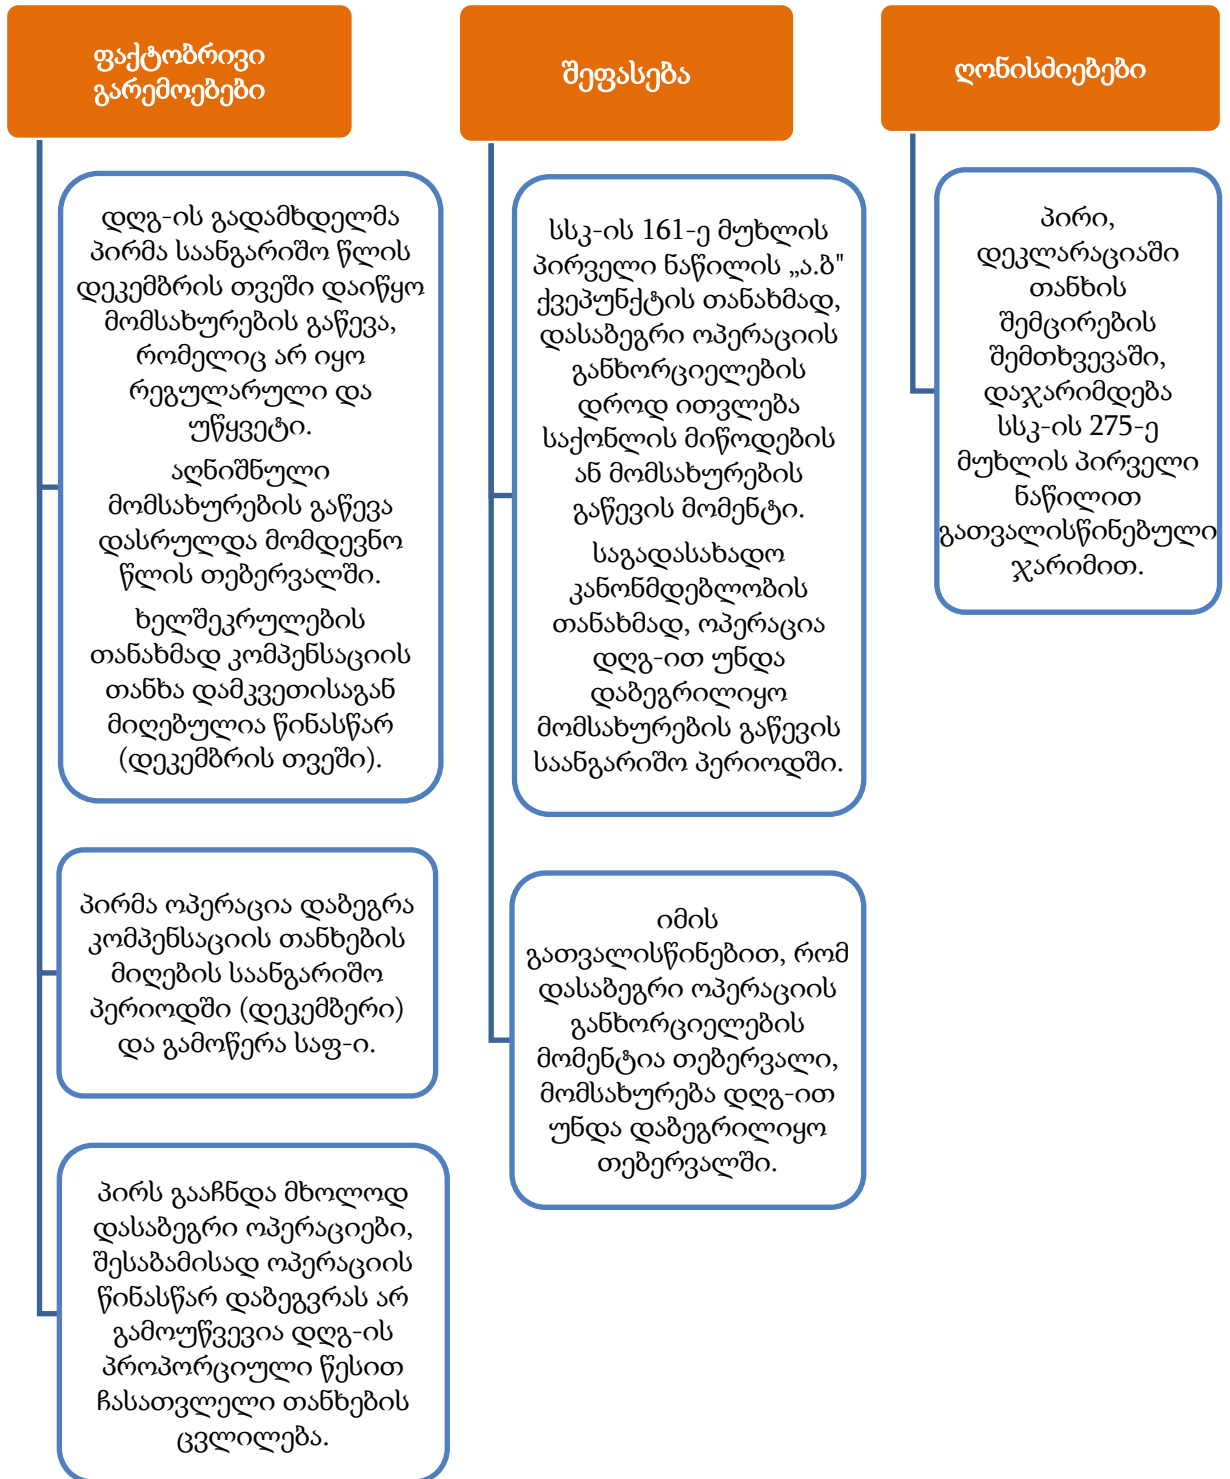 ფაქტობრივი
გარემოებები
დღგ-ის გადამხდელმა
პირმა საანგარიშო წლის
დეკემბრის თვეში დაიწყო
მომსახურების გაწევა,
რომელიც არ იყო
რეგულარული და
უწყვეტი.
აღნიშნული
მომსახურების გაწევა
დასრულდა მომდევნო
წლის თებერვალში.
ხელშეკრულების
თანახმად კომპენსაციის
თანხა დამკვეთისაგან
მიღებულია წინასწარ
(დეკემბრის თვეში).
პირმა ოპერაცია დაბეგრა
კომპენსაციის თანხების
მიღების საანგარიშო
პერიოდში (დეკემბერი)
და გამოწერა საფ-ი.
პირს გააჩნდა მხოლოდ
დასაბეგრი ოპერაციები,
შესაბამისად ოპერაციის
წინასწარ დაბეგვრას არ
გამოუწვევია დღგ-ის
პროპორციული წესით
ჩასათვლელი თანხების
ცვლილება.
შეფასება
სსკ-ის 161-ე მუხლის
პირველი ნაწილის „ა.ბ"
ქვეპუნქტის თანახმად,
დასაბეგრი ოპერაციის
განხორციელების
დროდ ითვლება
საქონლის მიწოდების
ან მომსახურების
გაწევის მომენტი.
საგადასახადო
კანონმდებლობის
თანახმად, ოპერაცია
დღგ-ით უნდა
დაბეგრილიყო
მომსახურების გაწევის
საანგარიშო პერიოდში.
იმის
გათვალისწინებით, რომ
დასაბეგრი ოპერაციის
განხორციელების
მომენტია თებერვალი,
მომსახურება დღგ-ით
უნდა დაბეგრილიყო
თებერვალში.
ღონისძიებები
პირი,
დეკლარაციაში
თანხის
შემცირების
შემთხვევაში,
დაჯარიმდება
სსკ-ის 275-ე
მუხლის პირველი
ნაწილით
გათვალისწინებული
ჯარიმით.